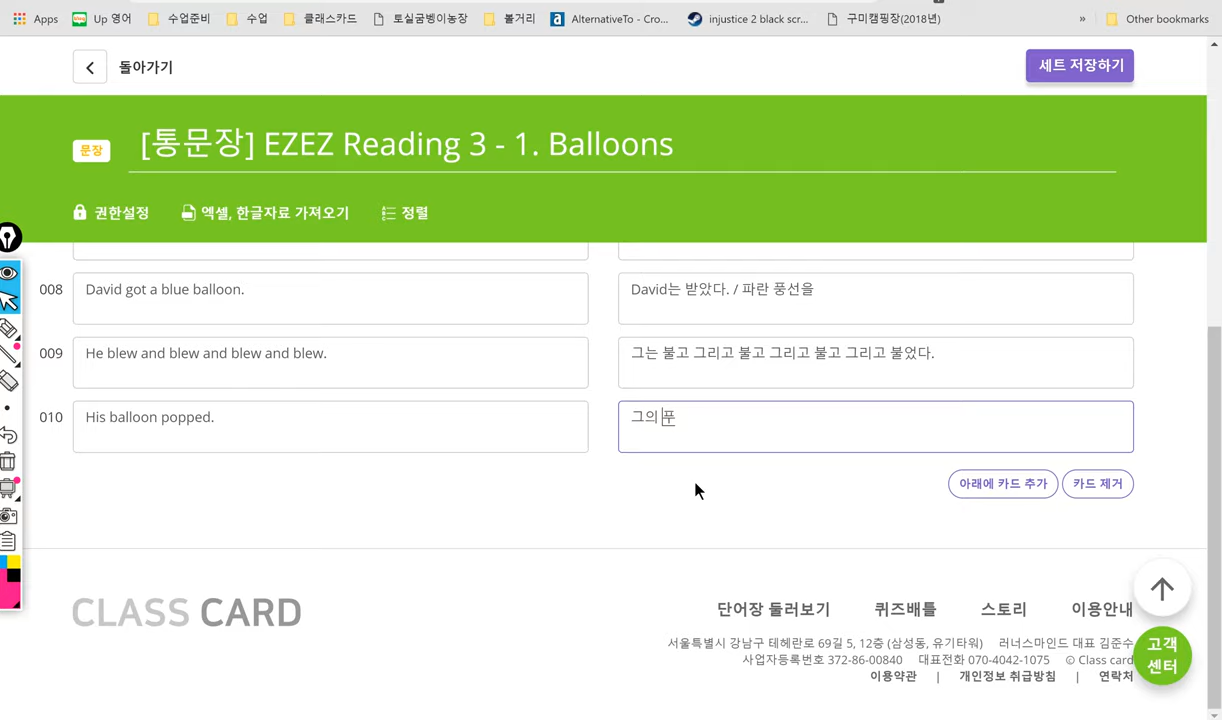 Apps Up 영어 수업준비 수업 클래스카드 토실굼벵이농장 볼거리 AlternativeTo - Cro... injustice 2 black scr... 구미캠핑장(2018년) » Other bookmarks
돌아가기 세트 저장하기
문장 [통문장] EZEZ Reading 3 - 1. Balloons
권한설정 엑셀, 한글자료 가져오기 정렬
008 David got a blue balloon. David는 받았다. / 파란 풍선을
009 He blew and blew and blew and blew. 그는 불고 그리고 불고 그리고 불고 그리고 불었다.
010 His balloon popped. 그의 푸
아래에 카드 추가 카드 제거
CLASS CARD 단어장 둘러보기 퀴즈배틀 스토리 이용안내
서울특별시 강남구 테헤란로 69길 5, 12층 (삼성동, 유기타워) 러너스마인드 대표 김준수
사업자등록번호 372-86-00840 대표전화 070-4042-1075 © Class card
이용약관 | 개인정보 취급방침 | 연락처
고객
센터